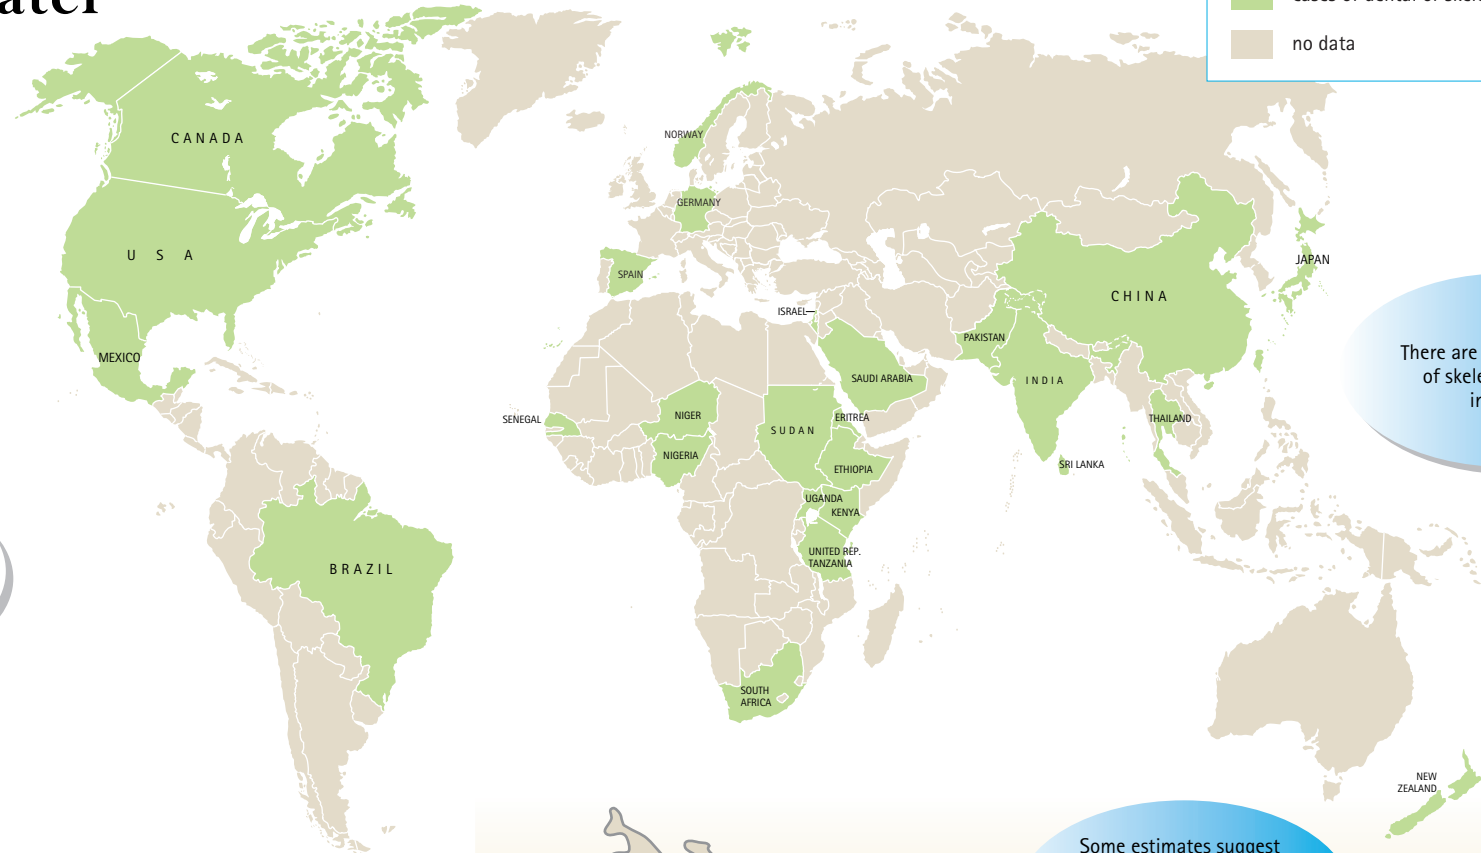 no data
CANADA
NORWAY
GERMANY
USA
SPAIN
JAPAN
CHINA
ISRAEL
PAKISTAN
MEXICO
There are
of
SAUDI ARABIA
INDIA
SENEGAL
NIGER
ERITREA
THAILAND
SUDAN
NIGERIA
ETHIOPIA
SRI LANKA
UGANDA
KENYA
UNITED REP.
TANZANIA
BRAZIL
SOUTH
AFRICA
NEW
ZEALAND
Some estimates suggest